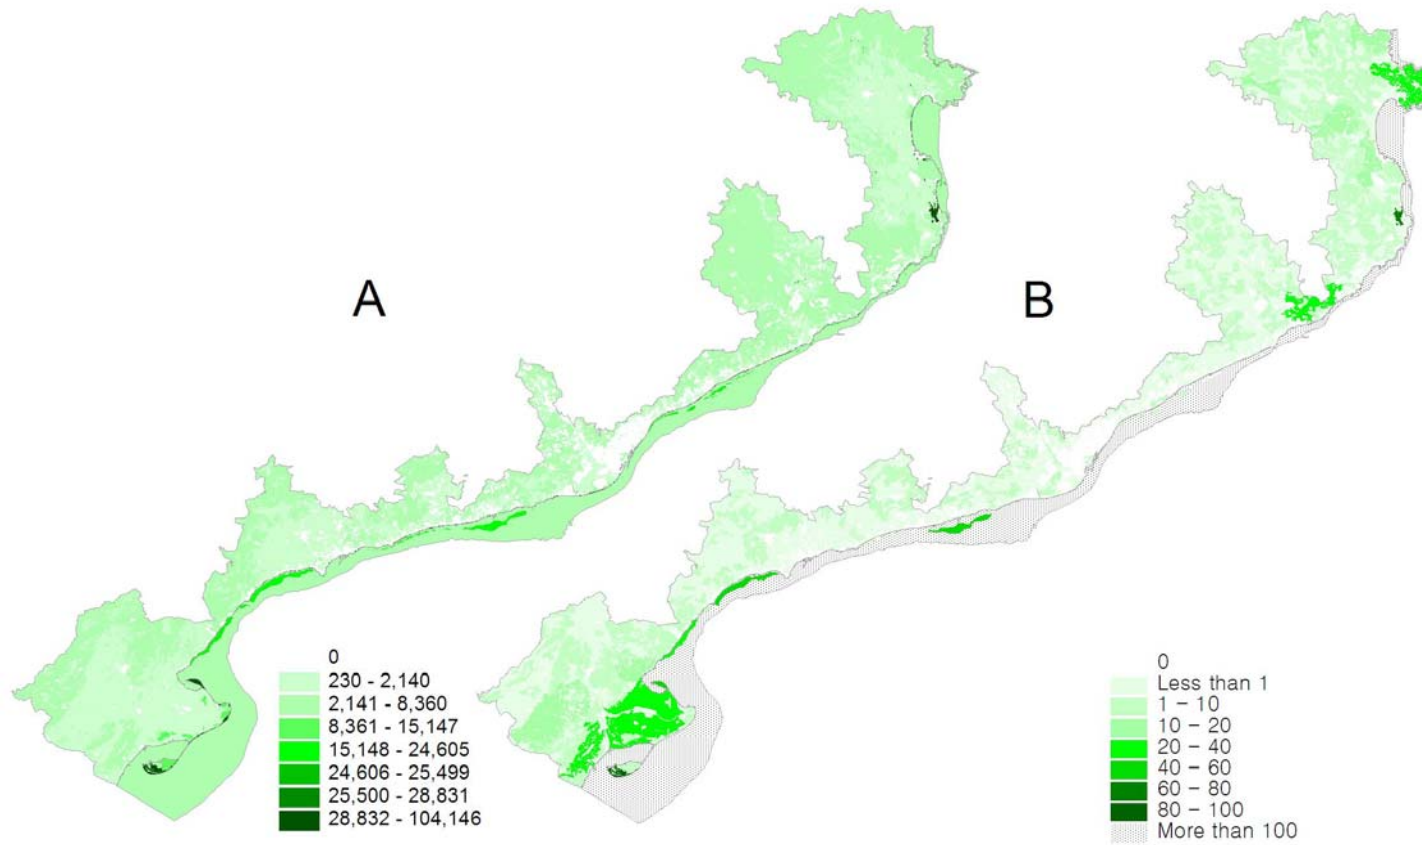 A
B
0
230 - 2,140
2,141 - 8,360
8,361 - 15,147
15,148 - 24,605
24,606 - 25,499
25,500 - 28,831
28,832 - 104,146
0
Less than 1
1 - 10
10 - 20
20 - 40
40 - 60
60 - 80
80 - 100
More than 100